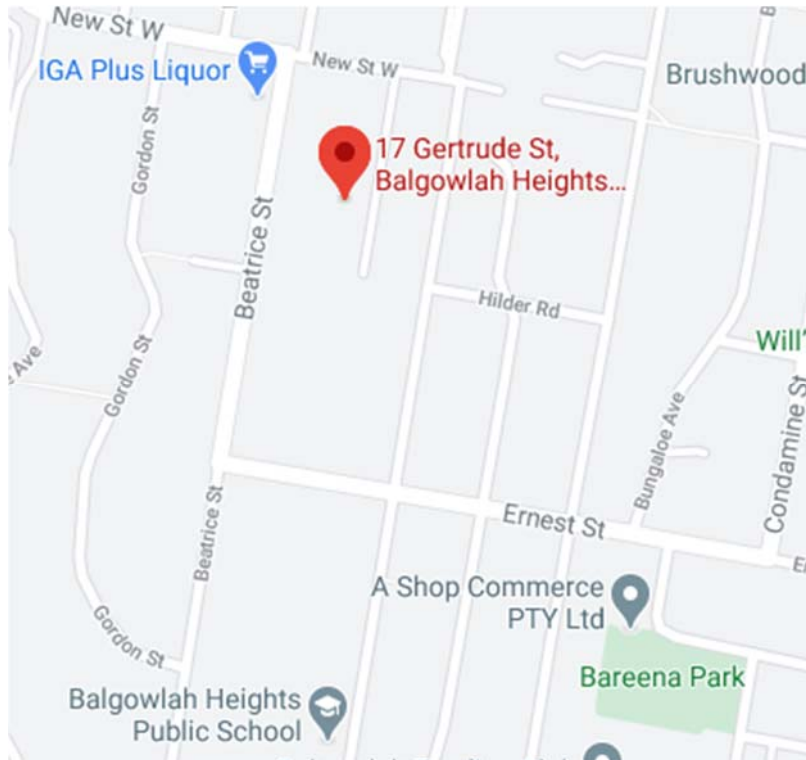 New St W
New St W
IGA Plus Liquor
Brushwood
Gordon St
17 Gertrude St,
Balgowlah Heights...
Beatrice St
Hilder Rd
Will'
Ave
Gordon St
Bungaloe Ave
Condamine St
Beatrice St
Ernest St
A Shop Commerce
PTY Ltd
Gordon St
Bareena Park
Balgowlah Heights
Public School